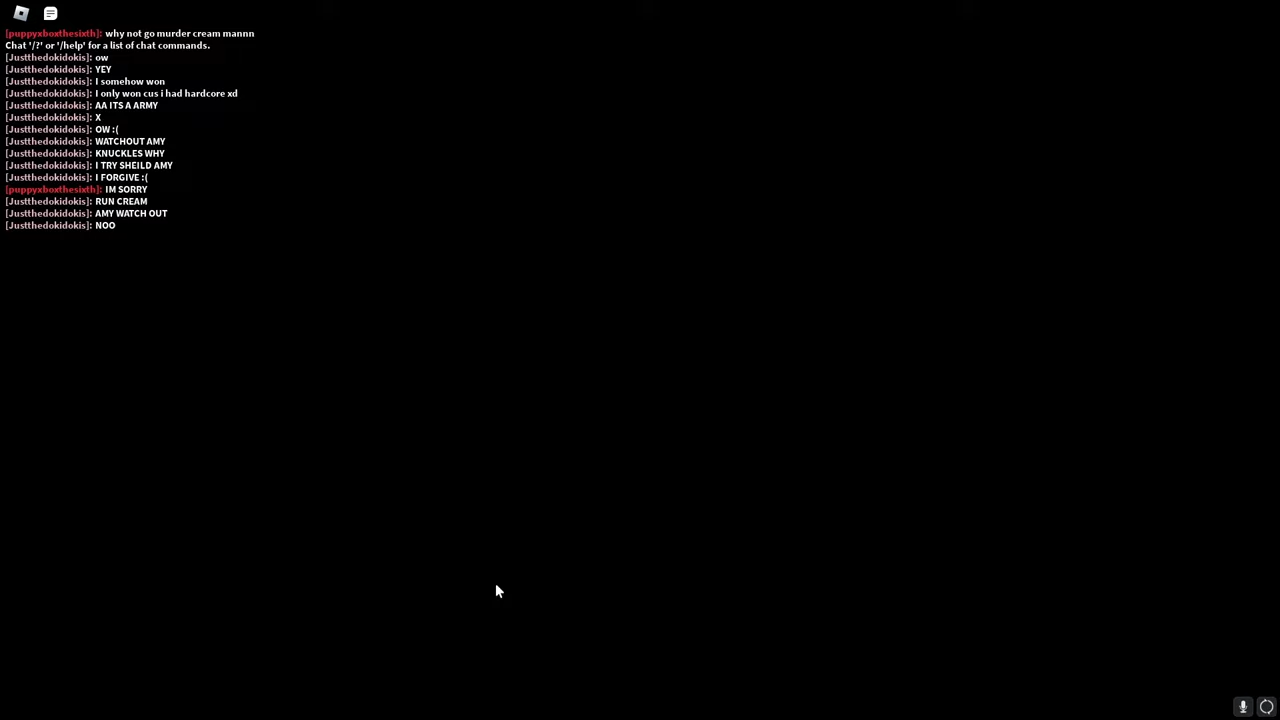 [puppyxboxthesixth]: why not go murder cream mannn
Chat '/?' or '/help' for a list of chat commands.
[Justthedokidokis]: ow
[Justthedokidokis]: YEY
[Justthedokidokis]: I somehow won
[Justthedokidokis]: I only won cus i had hardcore xd
[Justthedokidokis]: AA ITS A ARMY
[Justthedokidokis]: X
[Justthedokidokis]: OW :(
[Justthedokidokis]: WATCHOUT AMY
[Justthedokidokis]: KNUCKLES WHY
[Justthedokidokis]: I TRY SHEILD AMY
[Justthedokidokis]: I FORGIVE :(
[puppyxboxthesixth]: IM SORRY
[Justthedokidokis]: RUN CREAM
[Justthedokidokis]: AMY WATCH OUT
[Justthedokidokis]: NOO